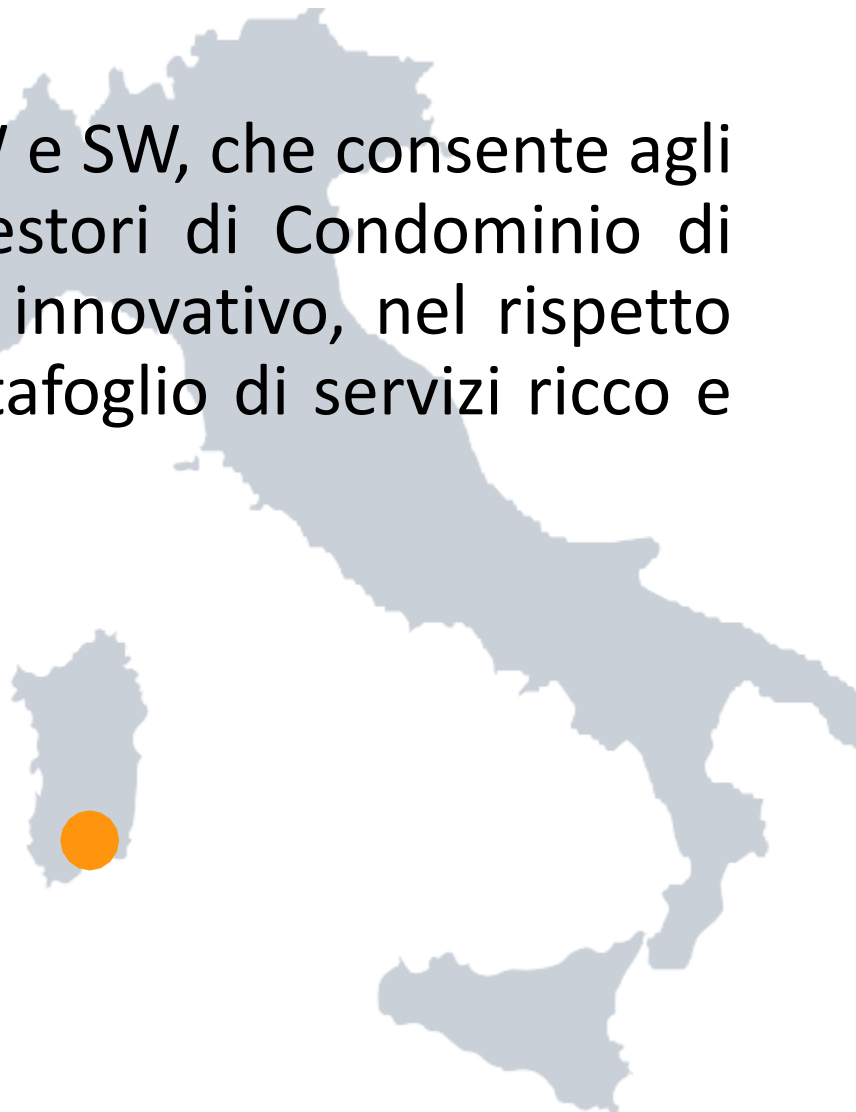 e SW, che consente agli
estori di Condominio di
innovativo, nel rispetto
tafoglio di servizi ricco e